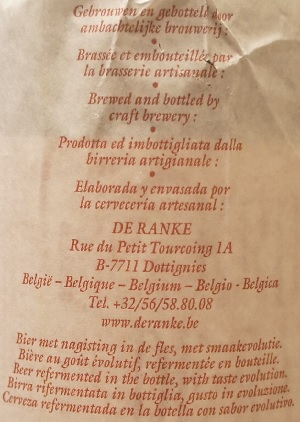 Gebrouwen en gebotteld door
ambachtelijke brouwerij :
•
Brassée et embouteillée par
la brasserie artisanale :
•
Brewed and bottled by
craft brewery :
•
Prodotta ed imbottigliata dalla
birreria artigianale :
•
Elaborada y envasada por
la cervecería artesanal :
DE RANKE
Rue du Petit Tourcoing 1A
B-7711 Dottignies
België – Belgique – Belgium – Belgio - Belgica
Tel. +32/56/58.80.08
www.deranke.be
Bier met nagisting in de fles, met smaakevolutie.
Bière au goût évolutif, refermentée en bouteille.
Beer refermented in the bottle, with taste evolution.
Birra rifermentata in bottiglia, gusto in evoluzione.
Cerveza refermentada en la botella con sabor evolutivo.